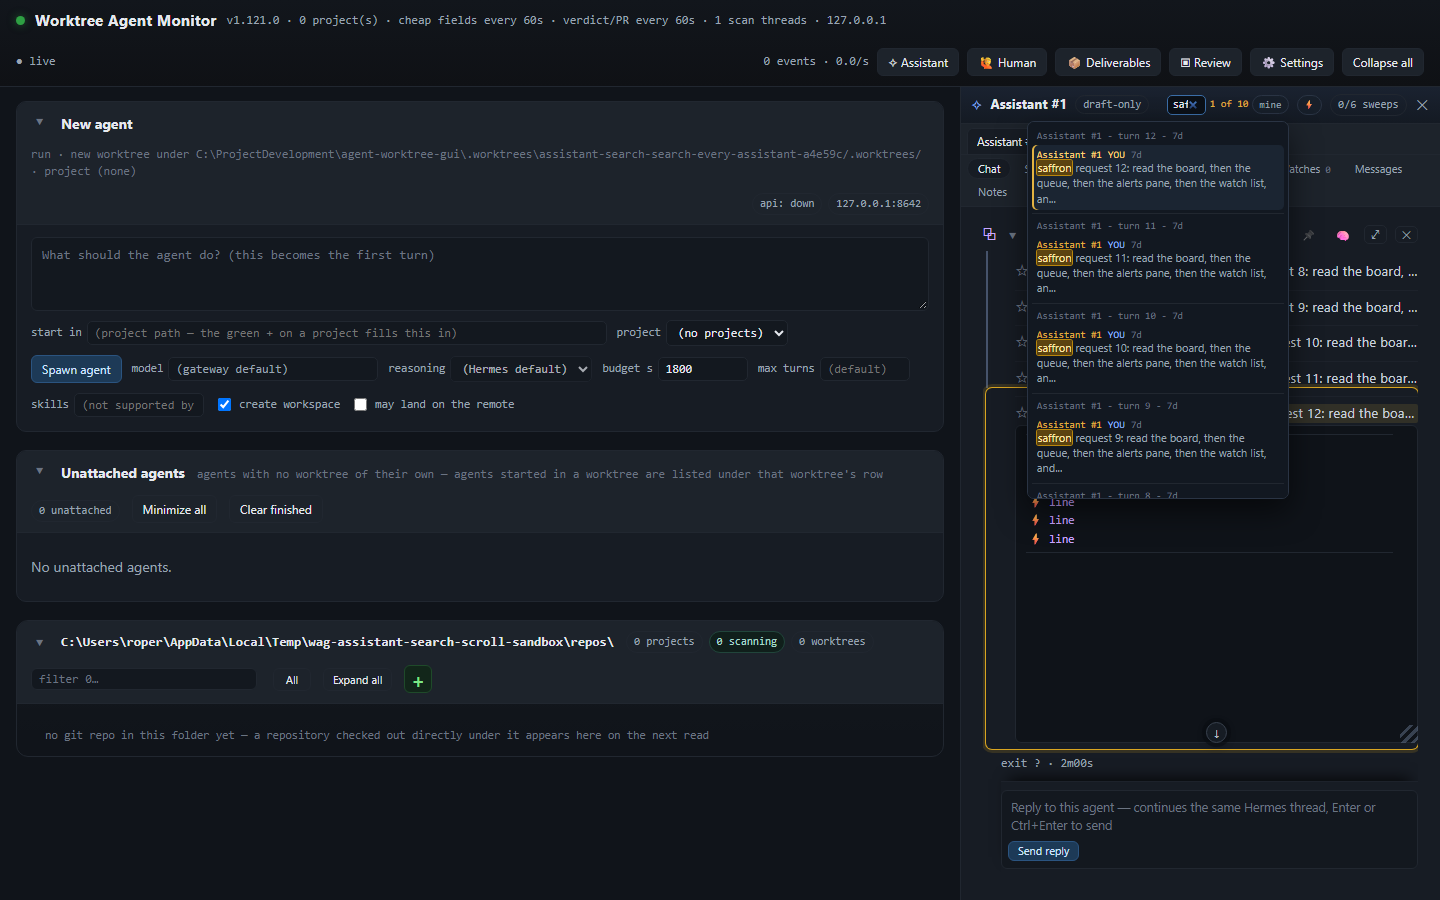 Worktree Agent Monitor v1.121.0 · 0 project(s) · cheap fields every 60s · verdict/PR every 60s · 1 scan threads · 127.0.0.1
live
0 events · 0.0/s
Assistant
Human
Deliverables
Review
Settings
Collapse all
New agent
run · new worktree under C:\ProjectDevelopment\agent-worktree-gui\.worktrees\assistant-search-search-every-assistant-a4e59c/.worktrees/
· project (none)
api: down 127.0.0.1:8642
What should the agent do? (this becomes the first turn)
start in (project path — the green + on a project fills this in) project (no projects)
Spawn agent model (gateway default) reasoning (Hermes default) budget s 1800 max turns (default)
skills (not supported by create workspace may land on the remote
Unattached agents agents with no worktree of their own — agents started in a worktree are listed under that worktree's row
0 unattached Minimize all Clear finished
No unattached agents.
C:\Users\roper\AppData\Local\Temp\wag-assistant-search-scroll-sandbox\repos\ 0 projects 0 scanning 0 worktrees
filter 0… All Expand all +
no git repo in this folder yet — a repository checked out directly under it appears here on the next read
Assistant #1 draft-only saf 1 of 10 mine 0/6 sweeps
Assistant
Chat
atches 0 Messages
Notes
Assistant #1 - turn 12 - 7d
Assistant #1 YOU 7d
saffron request 12: read the board, then the
queue, then the alerts pane, then the watch list,
an…
Assistant #1 - turn 11 - 7d
Assistant #1 YOU 7d
saffron request 11: read the board, then the
queue, then the alerts pane, then the watch list,
an…
Assistant #1 - turn 10 - 7d
Assistant #1 YOU 7d
saffron request 10: read the board, then the
queue, then the alerts pane, then the watch list,
an…
Assistant #1 - turn 9 - 7d
Assistant #1 YOU 7d
saffron request 9: read the board, then the
queue, then the alerts pane, then the watch list,
and…
Assistant #1 - turn 8 - 7d
t 8: read the board, …
t 9: read the board, …
est 10: read the boar…
est 11: read the boar…
est 12: read the boa…
line
line
line
exit ? · 2m00s
Reply to this agent — continues the same Hermes thread, Enter or
Ctrl+Enter to send
Send reply